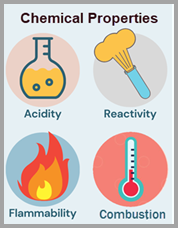 Chemical Properties
Acidity
Reactivity
Flammability
Combustion